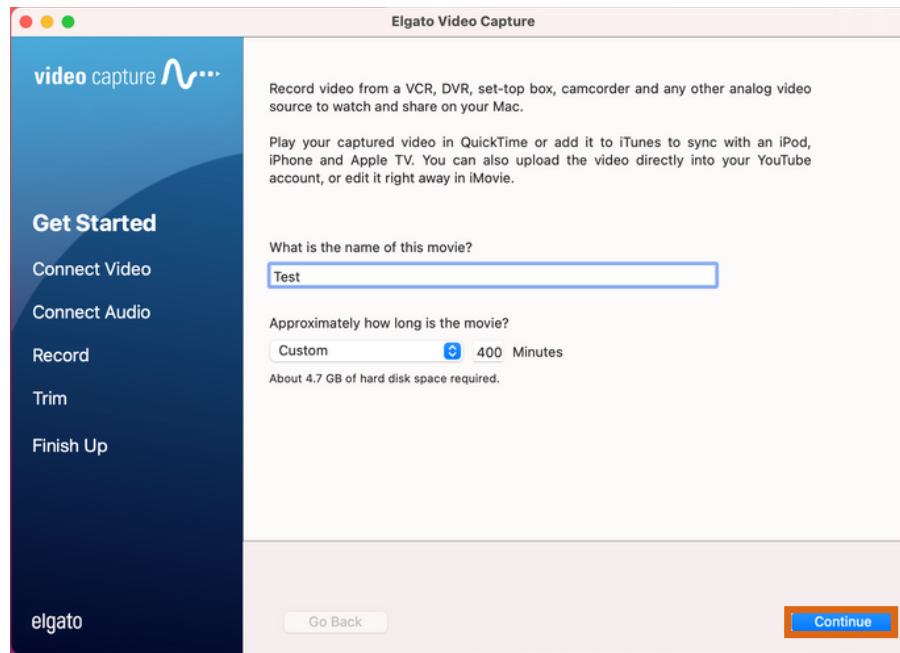 Elgato Video Capture
video capture
Record video from a VCR, DVR, set-top box, camcorder and any other analog video
source to watch and share on your Mac.
Play your captured video in QuickTime or add it to iTunes to sync with an iPod,
iPhone and Apple TV. You can also upload the video directly into your YouTube
account, or edit it right away in iMovie.
Get Started
Connect Video
Connect Audio
Record
Trim
Finish Up
What is the name of this movie?
Test
Approximately how long is the movie?
Custom 400 Minutes
About 4.7 GB of hard disk space required.
elgato
Go Back
Continue